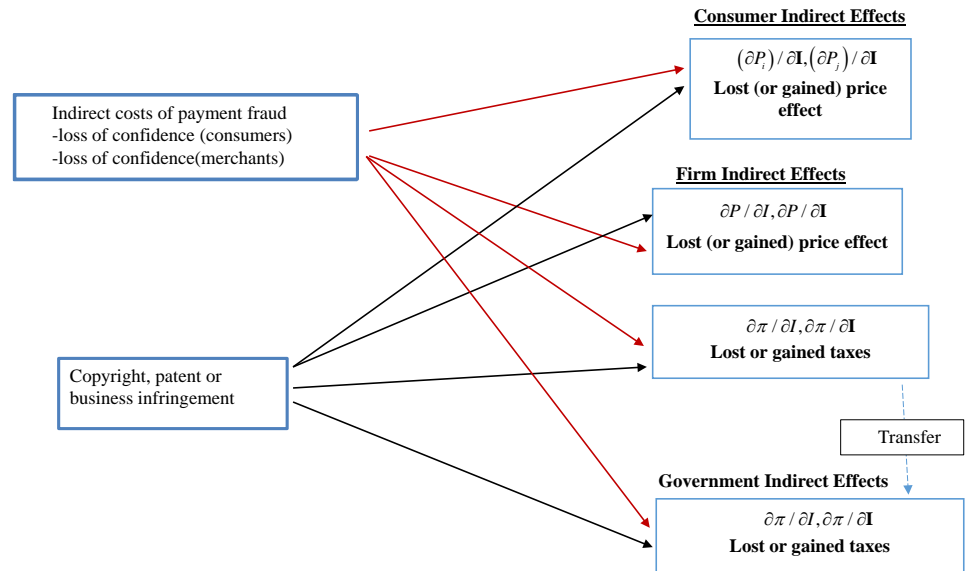 Consumer Indirect Effects
(∂P_i) / ∂𝐈, (∂P_j) / ∂𝐈
Lost (or gained) price
effect
Indirect costs of payment fraud
-loss of confidence (consumers)
-loss of confidence(merchants)
Firm Indirect Effects
∂P / ∂I, ∂P / ∂𝐈
Lost (or gained) price effect
∂π / ∂I, ∂π / ∂𝐈
Lost or gained taxes
Copyright, patent or
business infringement
Transfer
Government Indirect Effects
∂π / ∂I, ∂π / ∂𝐈
Lost or gained taxes